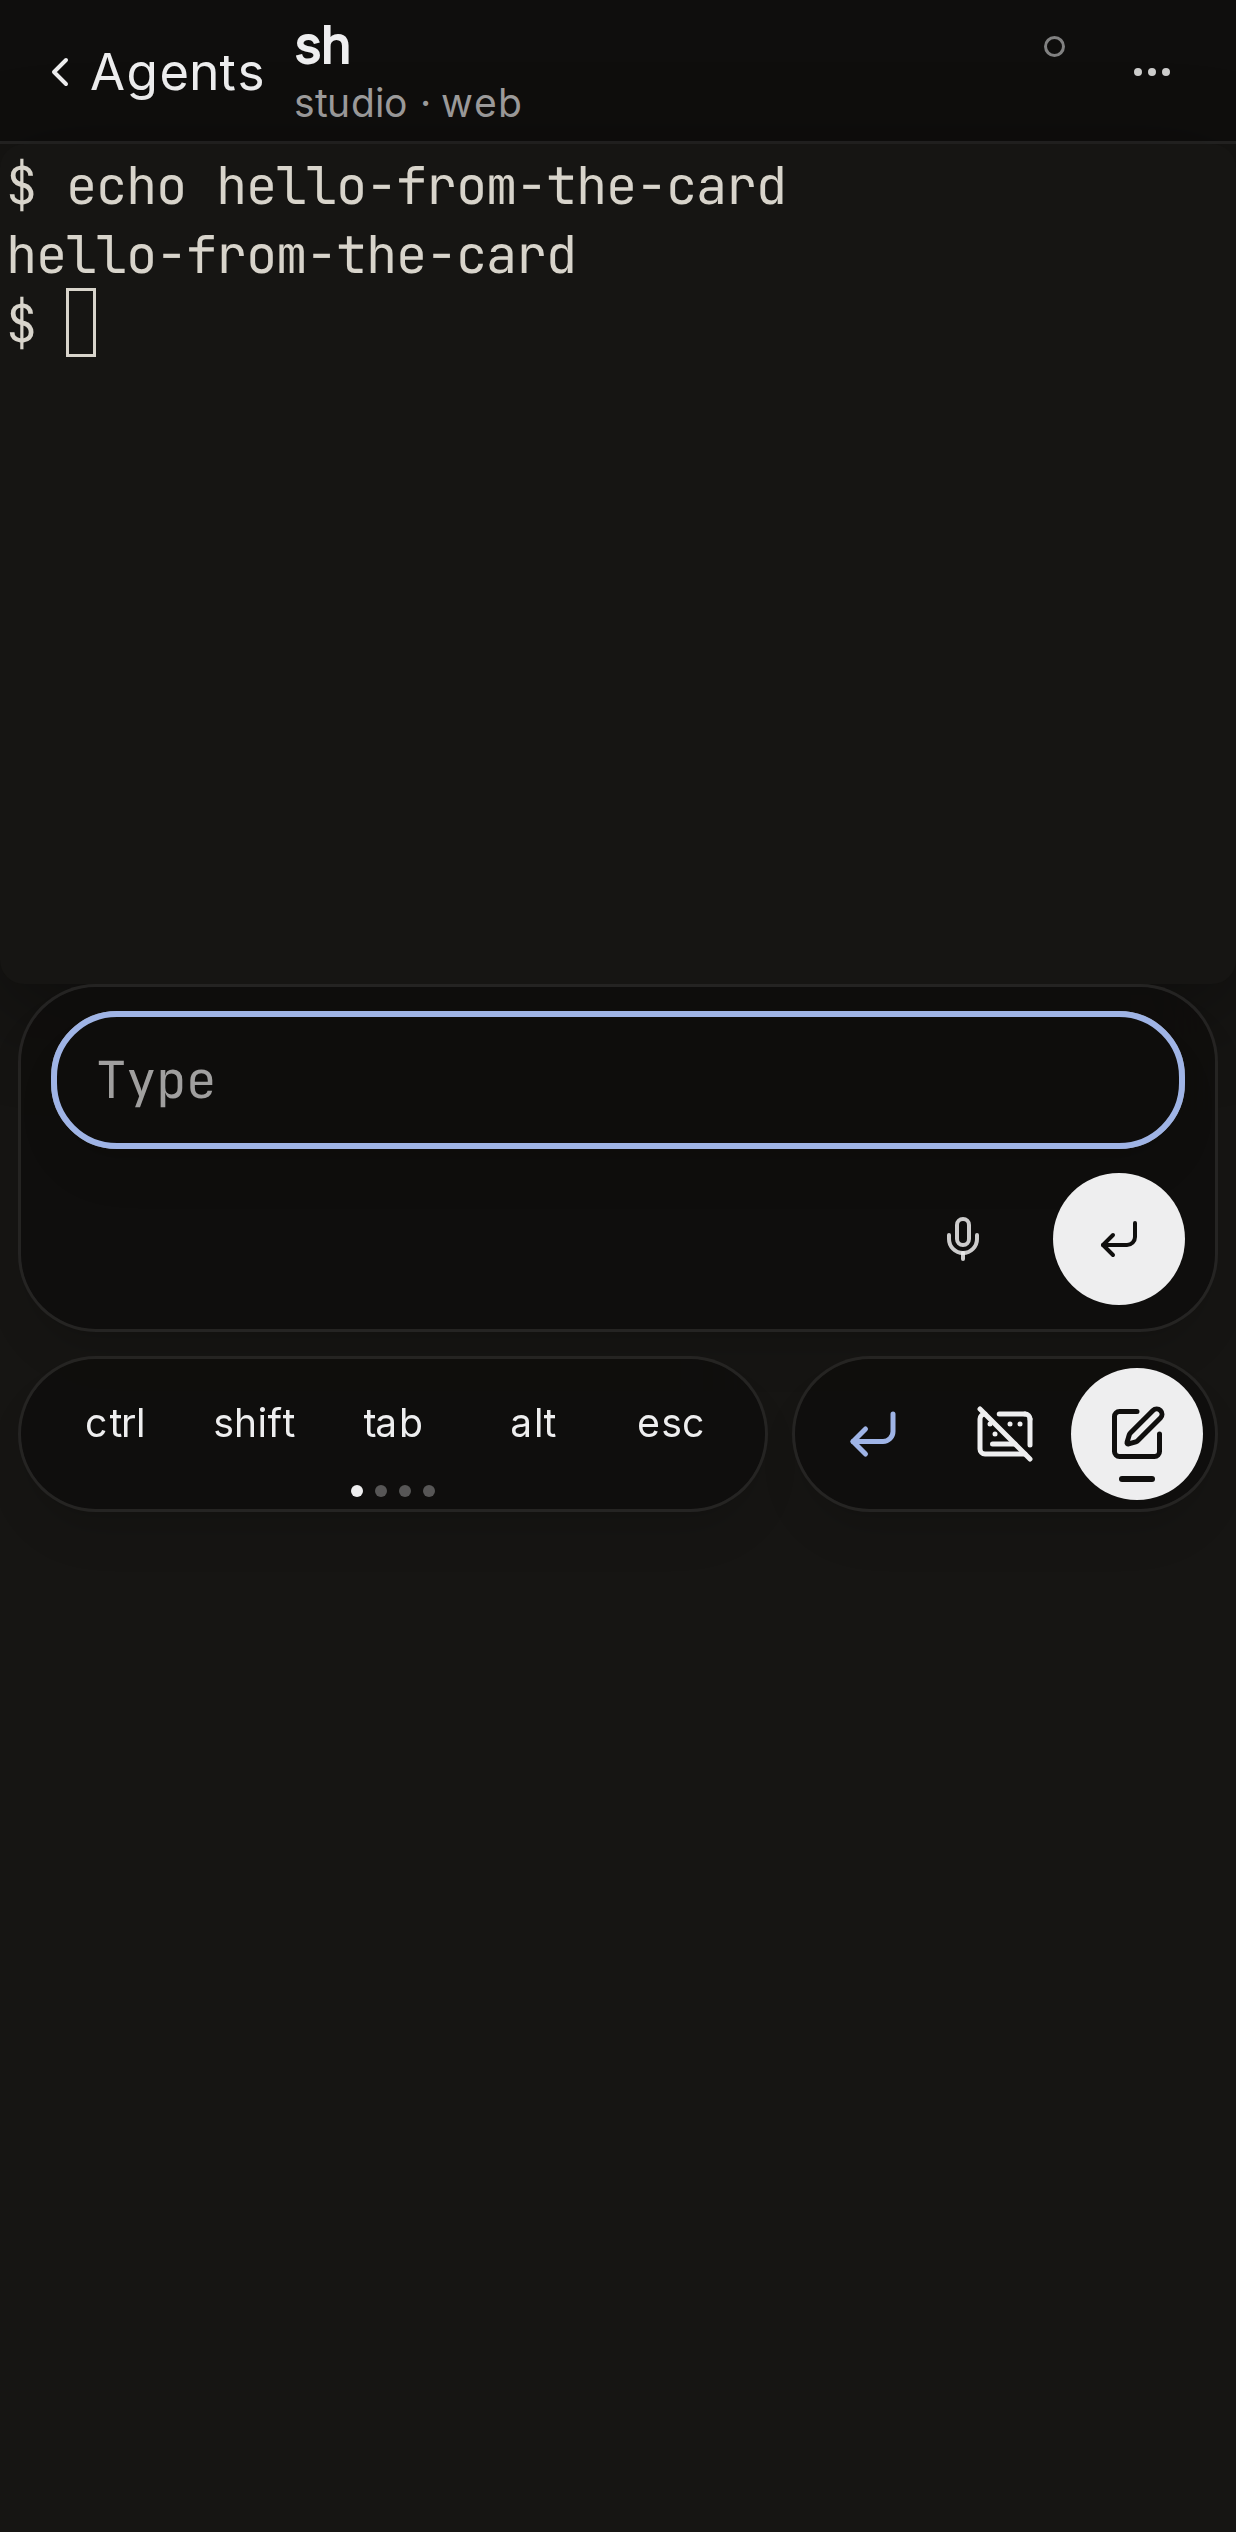 Agents
sh
studio · web
$ echo hello-from-the-card
hello-from-the-card
$
Type
ctrl shift tab alt esc